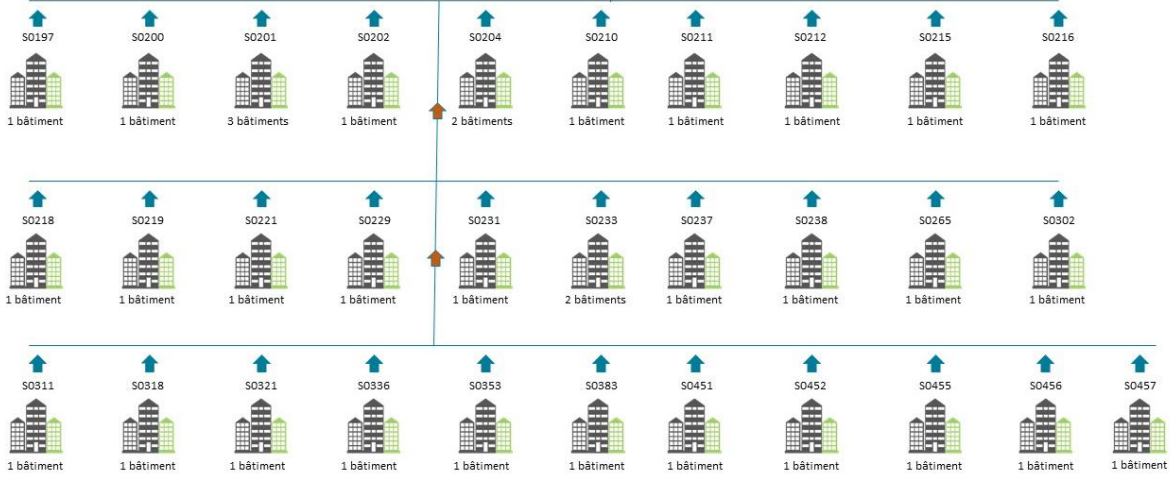 S0197 S0200 S0201 S0202 S0204 S0210 S0211 S0212 S0215 S0216
1 bâtiment 1 bâtiment 3 bâtiments 1 bâtiment 2 bâtiments 1 bâtiment 1 bâtiment 1 bâtiment 1 bâtiment 1 bâtiment
S0218 S0219 S0221 S0229 S0231 S0233 S0237 S0238 S0265 S0302
1 bâtiment 1 bâtiment 1 bâtiment 1 bâtiment 1 bâtiment 2 bâtiments 1 bâtiment 1 bâtiment 1 bâtiment 1 bâtiment
S0311 S0318 S0321 S0336 S0353 S0383 S0451 S0452 S0455 S0456 S0457
1 bâtiment 1 bâtiment 1 bâtiment 1 bâtiment 1 bâtiment 1 bâtiment 1 bâtiment 1 bâtiment 1 bâtiment 1 bâtiment 1 bâtiment